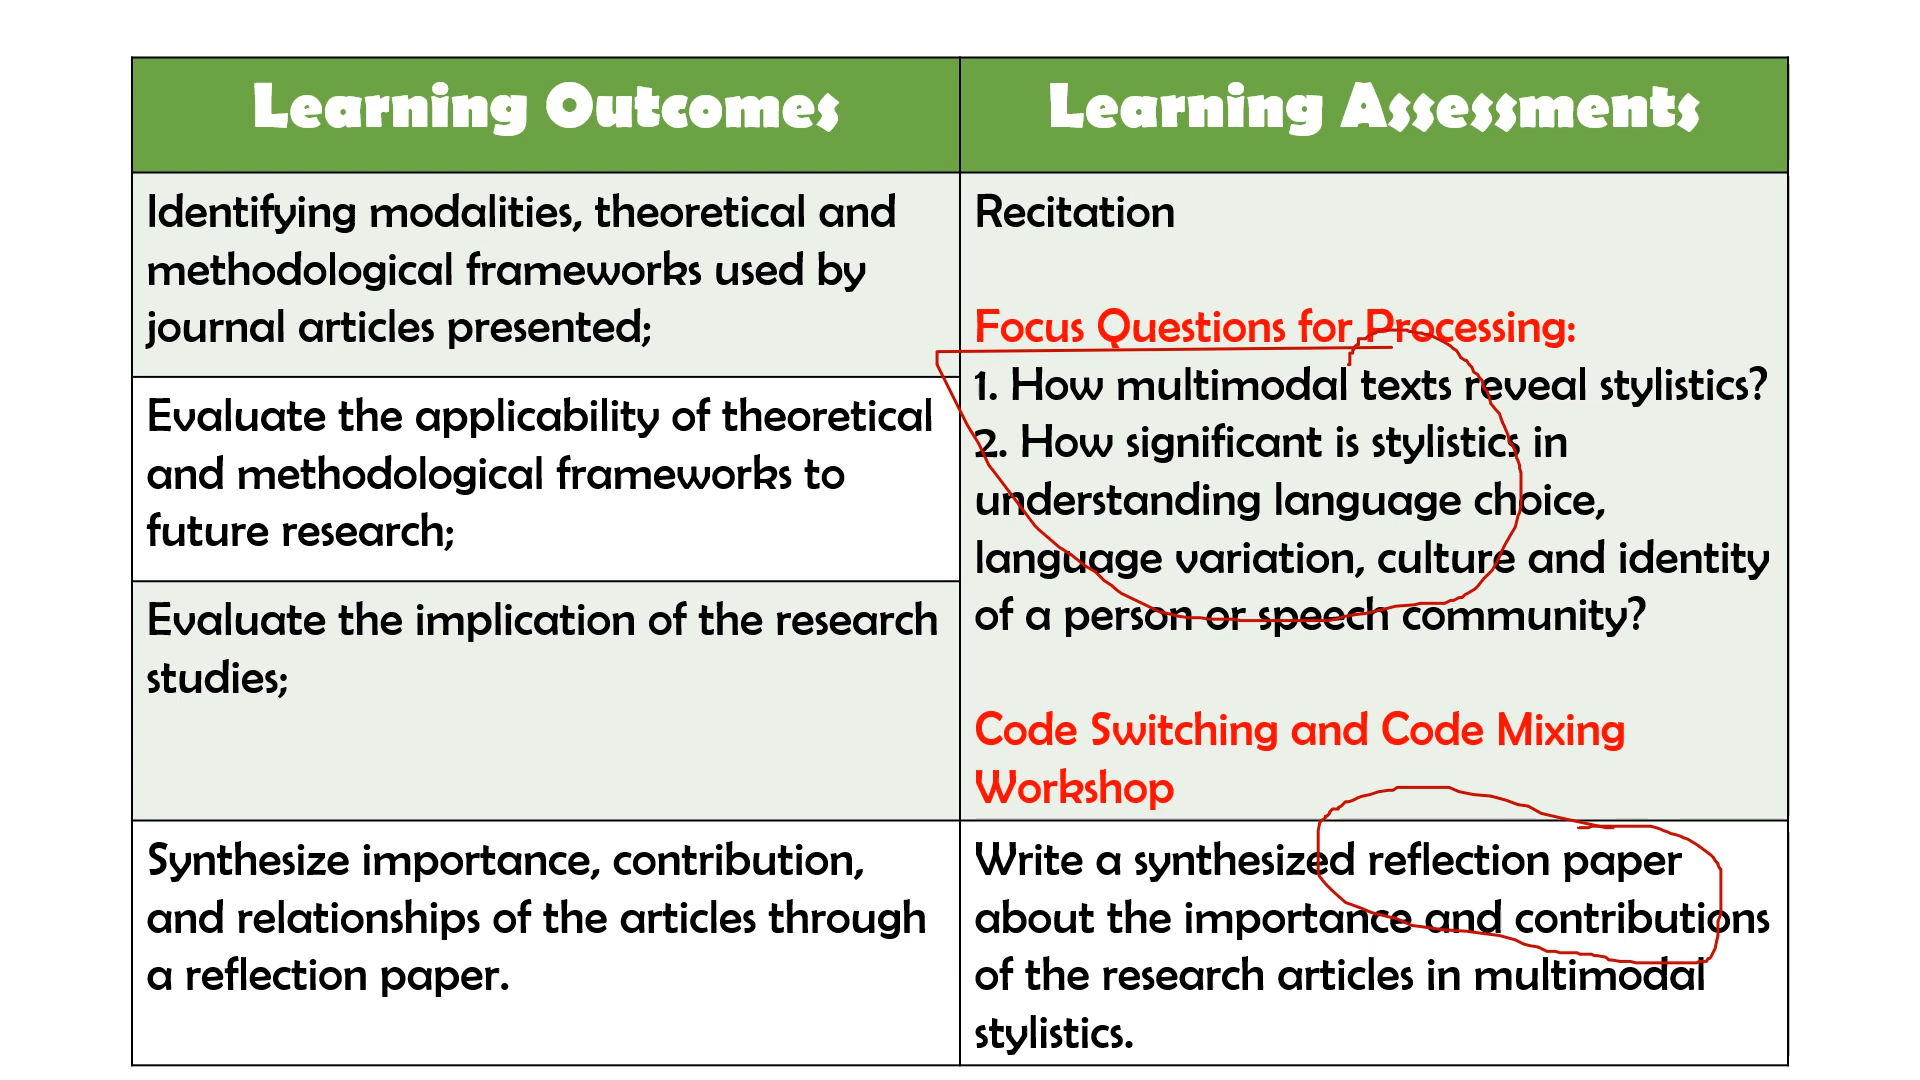 Learning Outcomes
Learning Assessments
Identifying modalities, theoretical and
methodological frameworks used by
journal articles presented;
Recitation
Focus Questions for Processing:
1. How multimodal texts reveal stylistics?
2. How significant is stylistics in
understanding language choice,
language variation, culture and identity
of a person or speech community?
Code Switching and Code Mixing
Workshop
Evaluate the applicability of theoretical
and methodological frameworks to
future research;
Evaluate the implication of the research
studies;
Synthesize importance, contribution,
and relationships of the articles through
a reflection paper.
Write a synthesized reflection paper
about the importance and contributions
of the research articles in multimodal
stylistics.